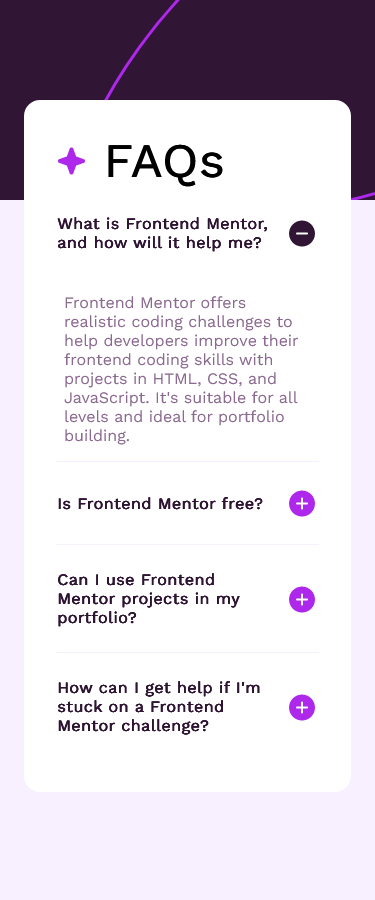 FAQs
What is Frontend Mentor,
and how will it help me?
Frontend Mentor offers
realistic coding challenges to
help developers improve their
frontend coding skills with
projects in HTML, CSS, and
JavaScript. It's suitable for all
levels and ideal for portfolio
building.
Is Frontend Mentor free?
Can I use Frontend
Mentor projects in my
portfolio?
How can I get help if I'm
stuck on a Frontend
Mentor challenge?